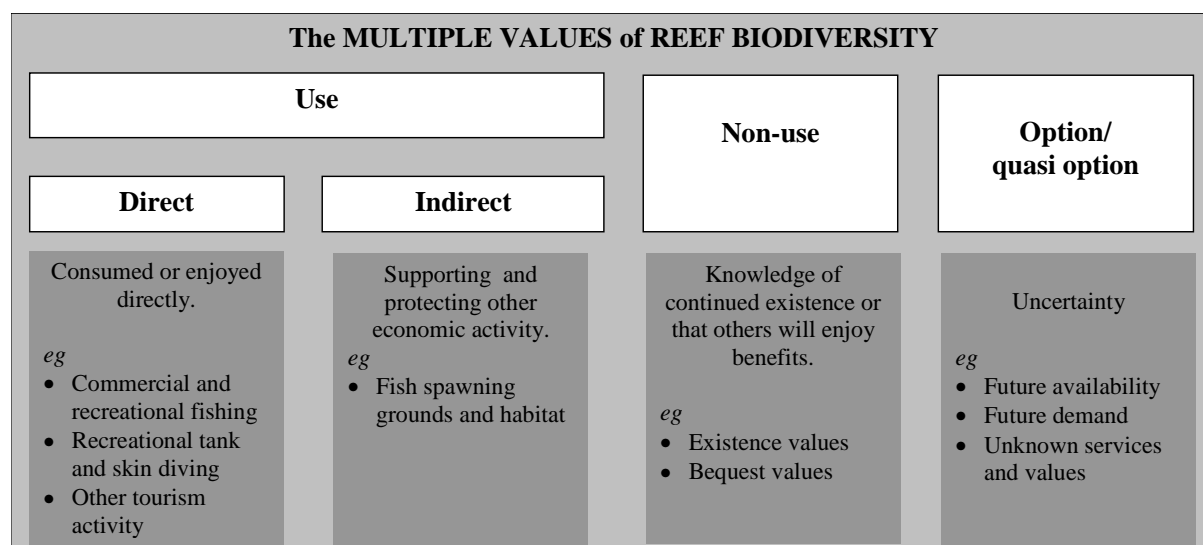 The MULTIPLE VALUES of REEF BIODIVERSITY
Use
Direct
Consumed or enjoyed
directly.
eg
• Commercial and
recreational fishing
• Recreational tank
and skin diving
• Other tourism
activity
Indirect
Supporting and
protecting other
economic activity.
eg
• Fish spawning
grounds and habitat
Non-use
Knowledge of
continued existence or
that others will enjoy
benefits.
eg
• Existence values
• Bequest values
Option/
quasi option
Uncertainty
eg
• Future availability
• Future demand
• Unknown services
and values